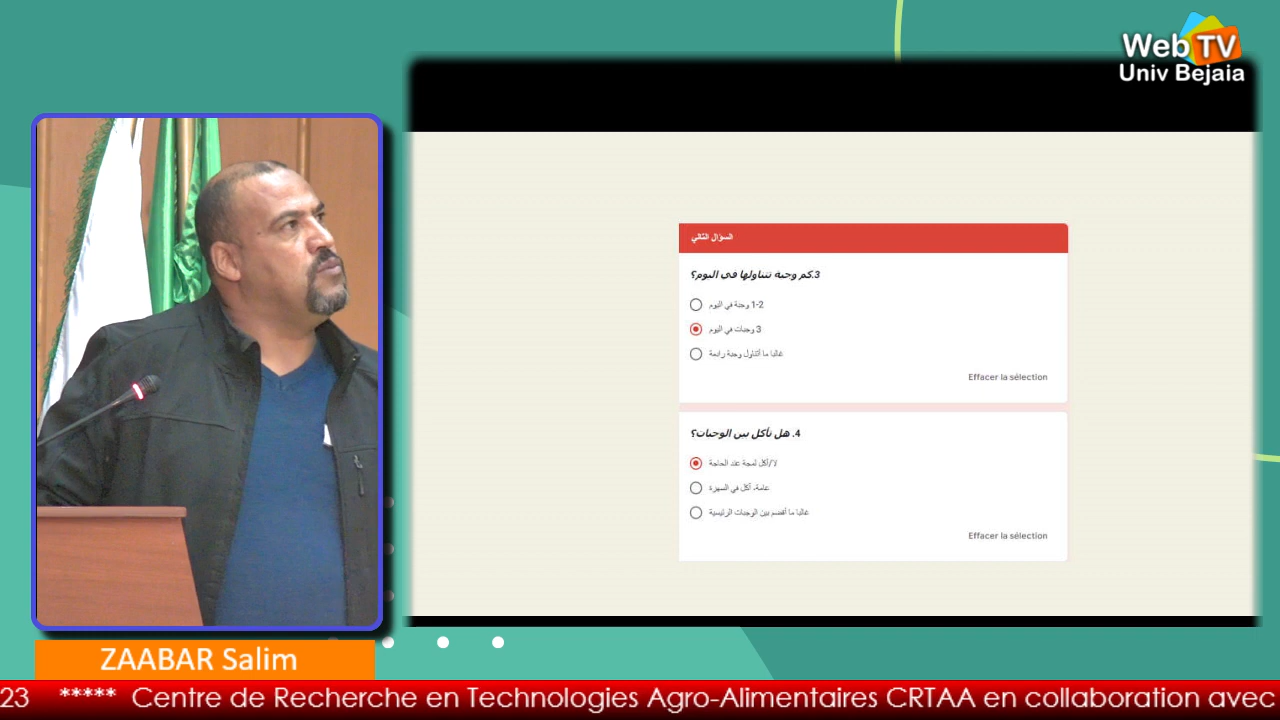 Web TV
Univ Bejaia
السؤال التالي
3.كم وجبة تتناولها في اليوم؟
1-2 وجبة في اليوم
3 وجبات في اليوم
غالبا ما أتناول وجبة رابعة
Effacer la sélection
4. هل تأكل بين الوجبات؟
لا/أكل لمجة عند الحاجة
عامة، آكل في السهرة
غالبا ما أقضم بين الوجبات الرئيسية
Effacer la sélection
ZAABAR Salim
23 ***** Centre de Recherche en Technologies Agro-Alimentaires CRTAA en collaboration avec